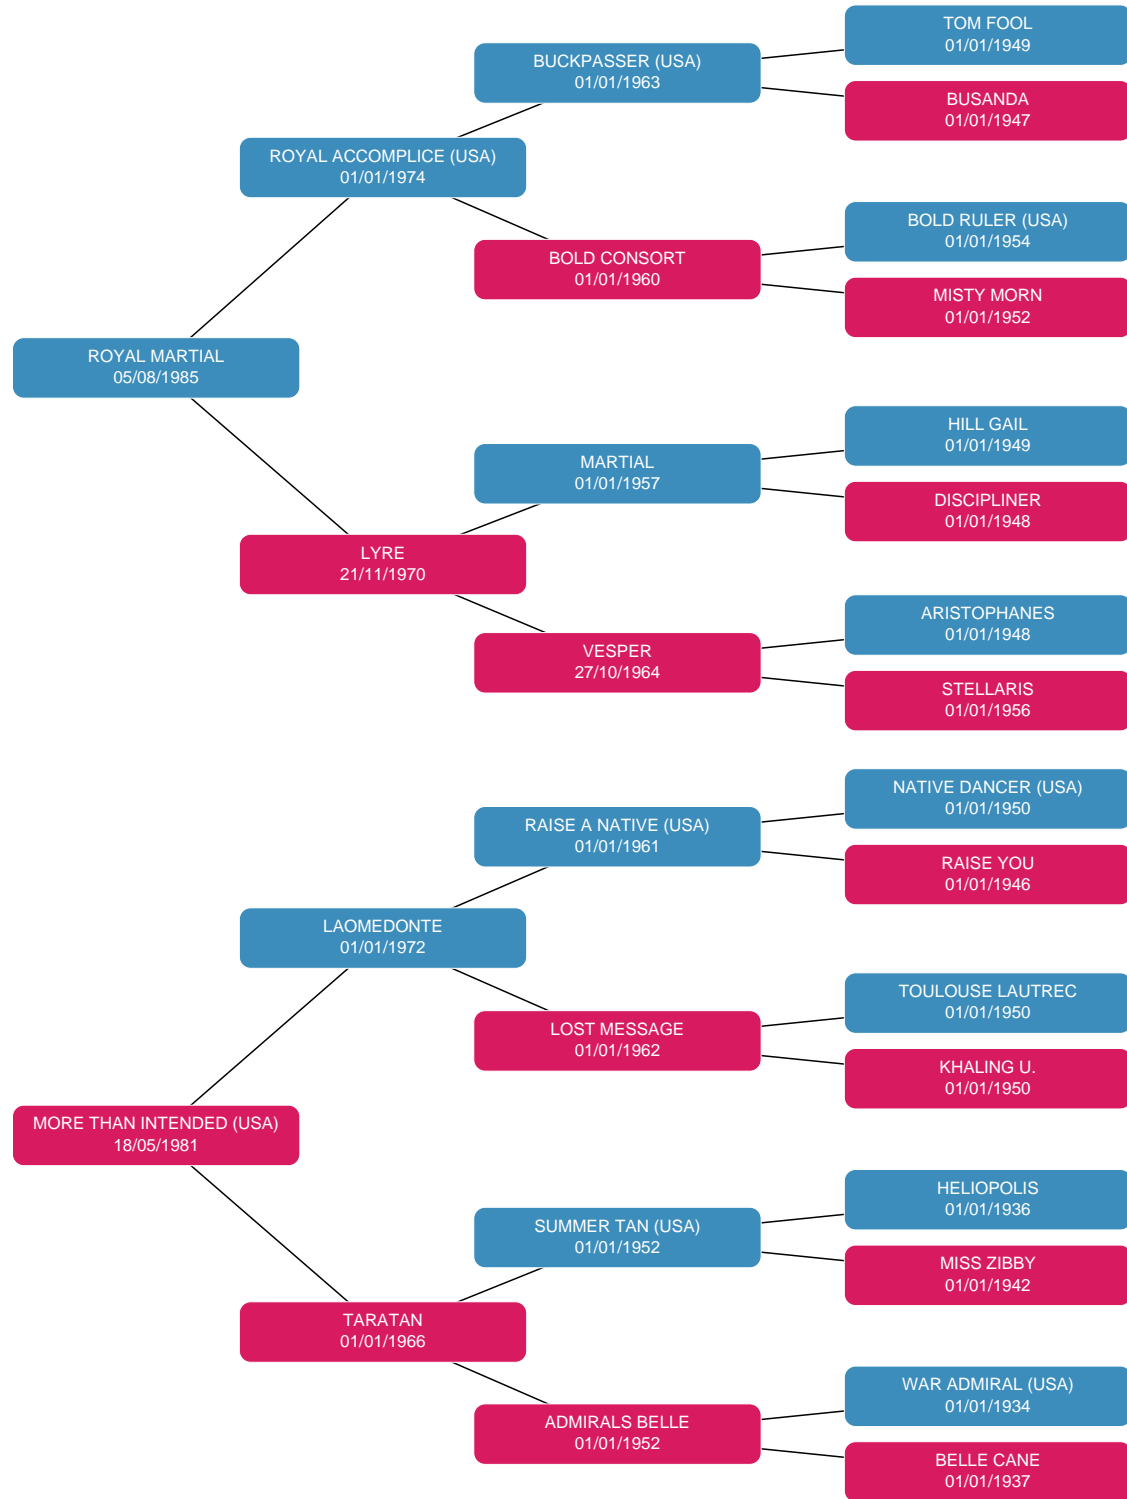 TOM FOOL
01/01/1949
BUCKPASSER (USA)
01/01/1963
BUSANDA
01/01/1947
ROYAL ACCOMPLICE (USA)
01/01/1974
BOLD RULER (USA)
01/01/1954
BOLD CONSORT
01/01/1960
MISTY MORN
01/01/1952
ROYAL MARTIAL
05/08/1985
HILL GAIL
01/01/1949
MARTIAL
01/01/1957
DISCIPLINER
01/01/1948
LYRE
21/11/1970
ARISTOPHANES
01/01/1948
VESPER
27/10/1964
STELLARIS
01/01/1956
NATIVE DANCER (USA)
01/01/1950
RAISE A NATIVE (USA)
01/01/1961
RAISE YOU
01/01/1946
LAOMEDONTE
01/01/1972
TOULOUSE LAUTREC
01/01/1950
LOST MESSAGE
01/01/1962
KHALING U.
01/01/1950
MORE THAN INTENDED (USA)
18/05/1981
HELIOPOLIS
01/01/1936
SUMMER TAN (USA)
01/01/1952
MISS ZIBBY
01/01/1942
TARATAN
01/01/1966
WAR ADMIRAL (USA)
01/01/1934
ADMIRALS BELLE
01/01/1952
BELLE CANE
01/01/1937